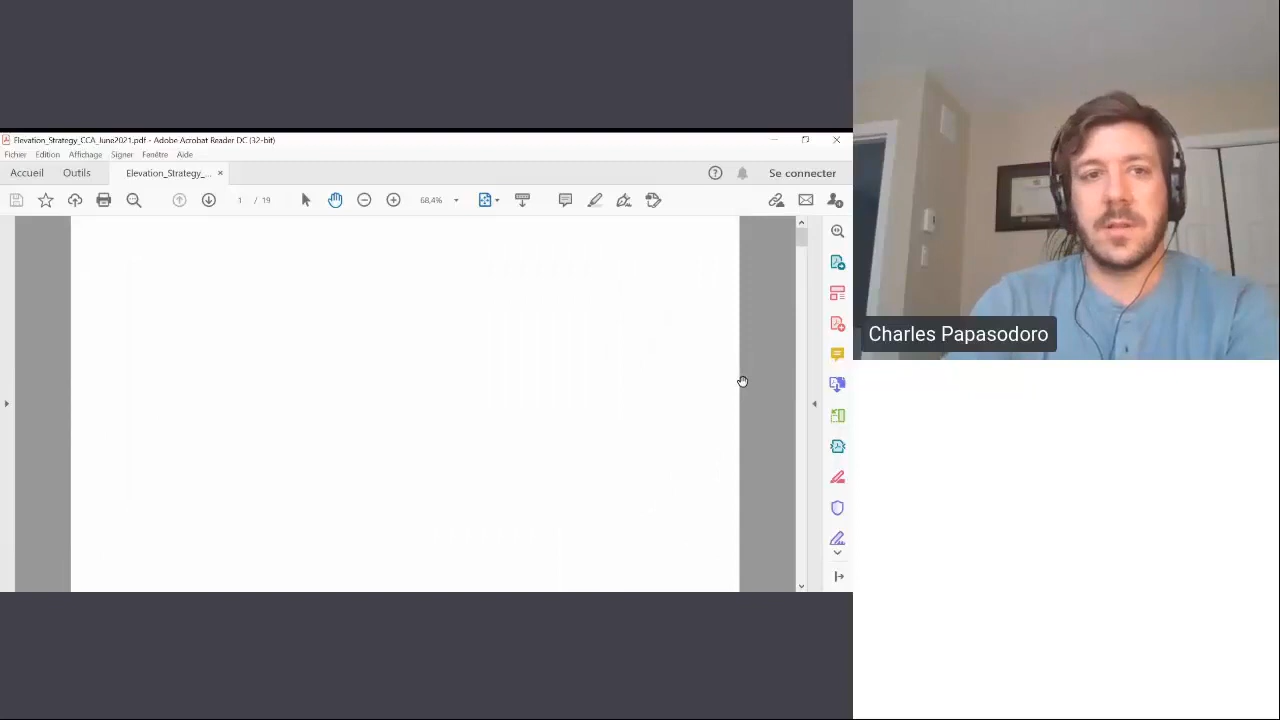 Elevation_Strategy_CCA_June2021.pdf - Adobe Acrobat Reader DC (32-bit)
Fichier Edition Affichage Signer Fenêtre Aide
Accueil Outils Elevation_Strategy_... × Se connecter
1 / 19 68,4%
Charles Papasodoro